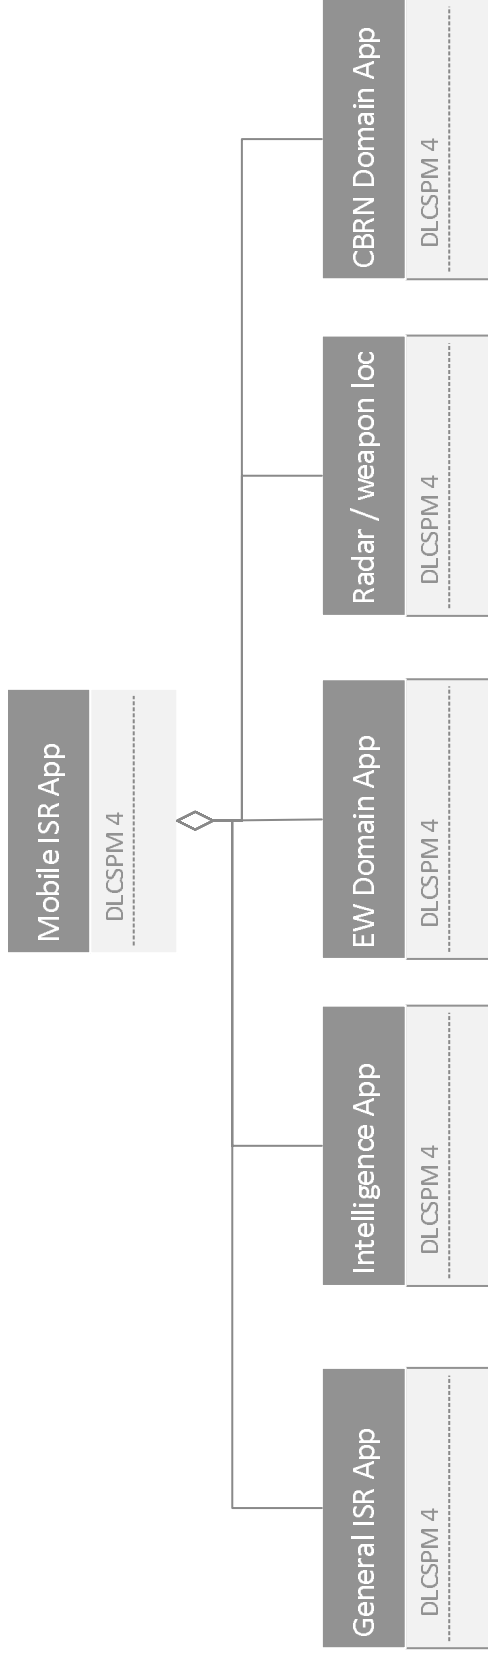 Mobile ISR App
DLCSPM 4
General ISR App
DLCSPM 4
Intelligence App
DLCSPM 4
EW Domain App
DLCSPM 4
Radar / weapon loc
DLCSPM 4
CBRN Domain App
DLCSPM 4